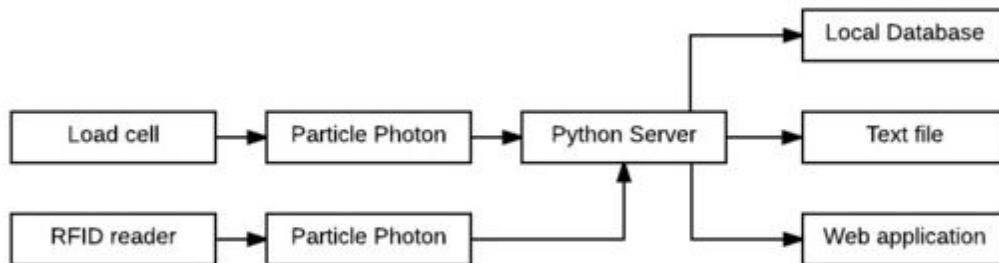 Local Database
Load cell
Particle Photon
Python Server
Text file
RFID reader
Particle Photon
Web application